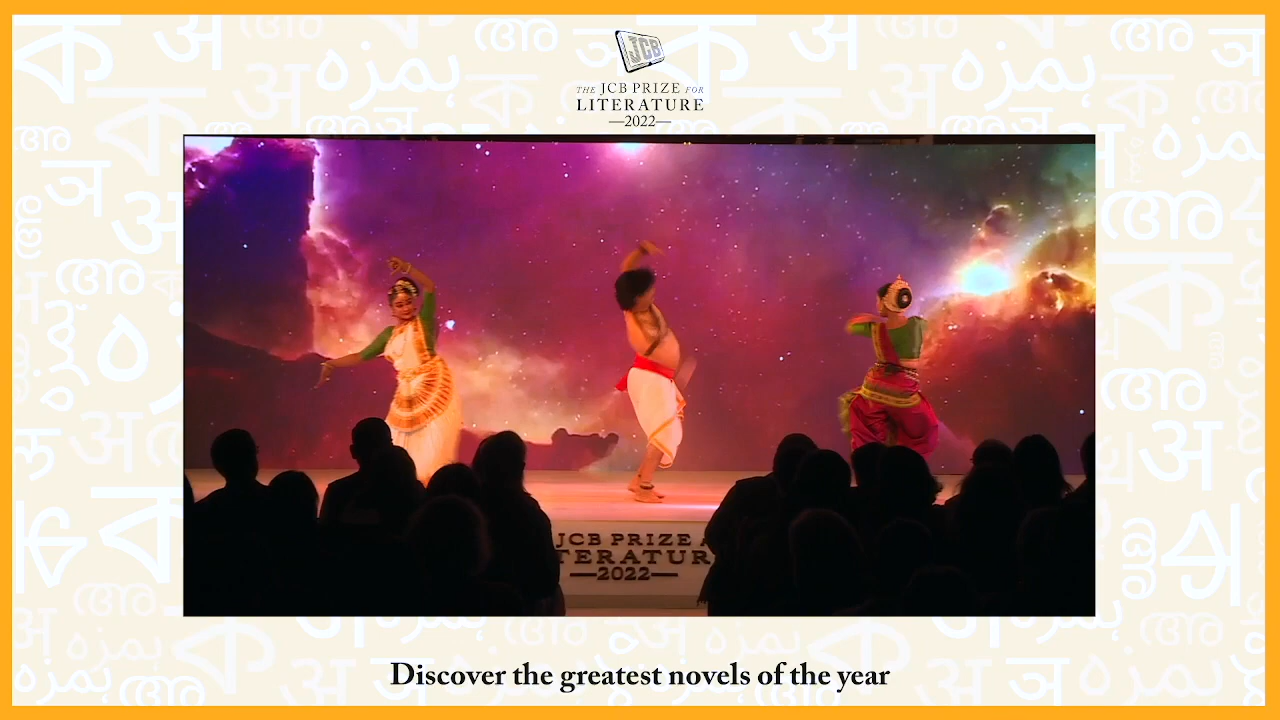 JCB
THE JCB PRIZE FOR
LITERATURE
—2022—
JCB PRIZE
TERATUR
—2022—
Discover the greatest novels of the year